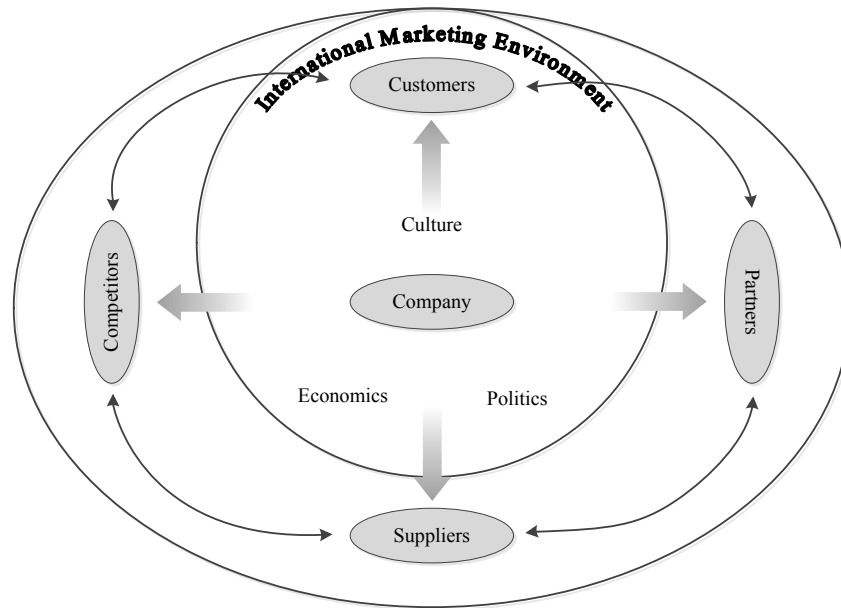 International Marketing Environment
Customers
Culture
Competitors
Company
Partners
Economics
Politics
Suppliers